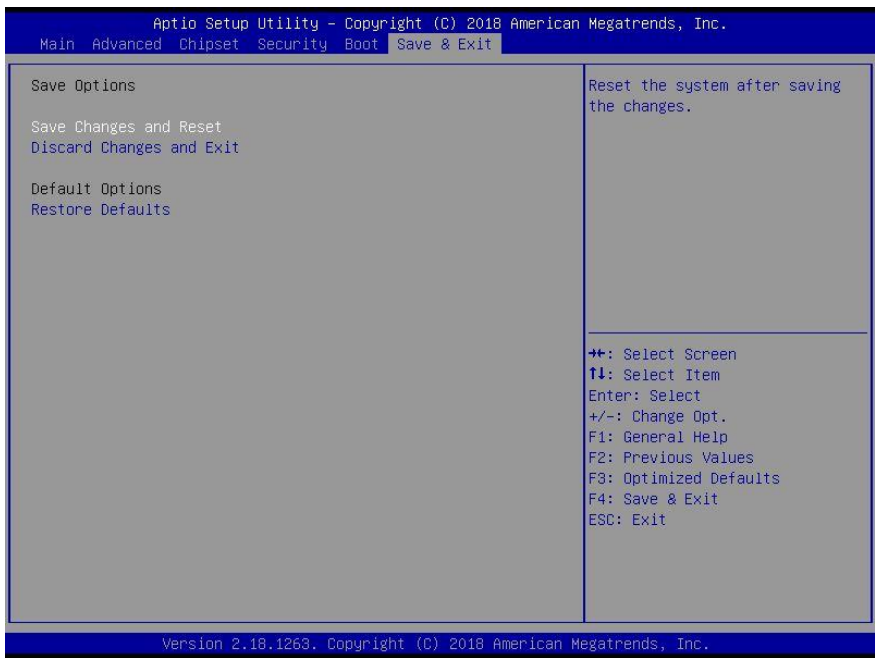 Aptio Setup Utility – Copyright (C) 2018 American Megatrends, Inc.
Main Advanced Chipset Security Boot Save & Exit
Save Options
Save Changes and Reset
Discard Changes and Exit
Default Options
Restore Defaults
Reset the system after saving
the changes.
→←: Select Screen
↑↓: Select Item
Enter: Select
+/-: Change Opt.
F1: General Help
F2: Previous Values
F3: Optimized Defaults
F4: Save & Exit
ESC: Exit
Version 2.18.1263. Copyright (C) 2018 American Megatrends, Inc.